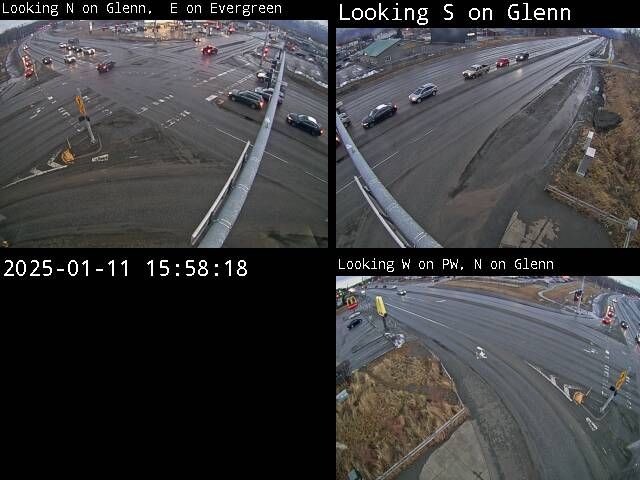 Looking N on Glenn,  E on Evergreen
Looking S on Glenn
2025-01-11 15:58:18
Looking W on PW, N on Glenn